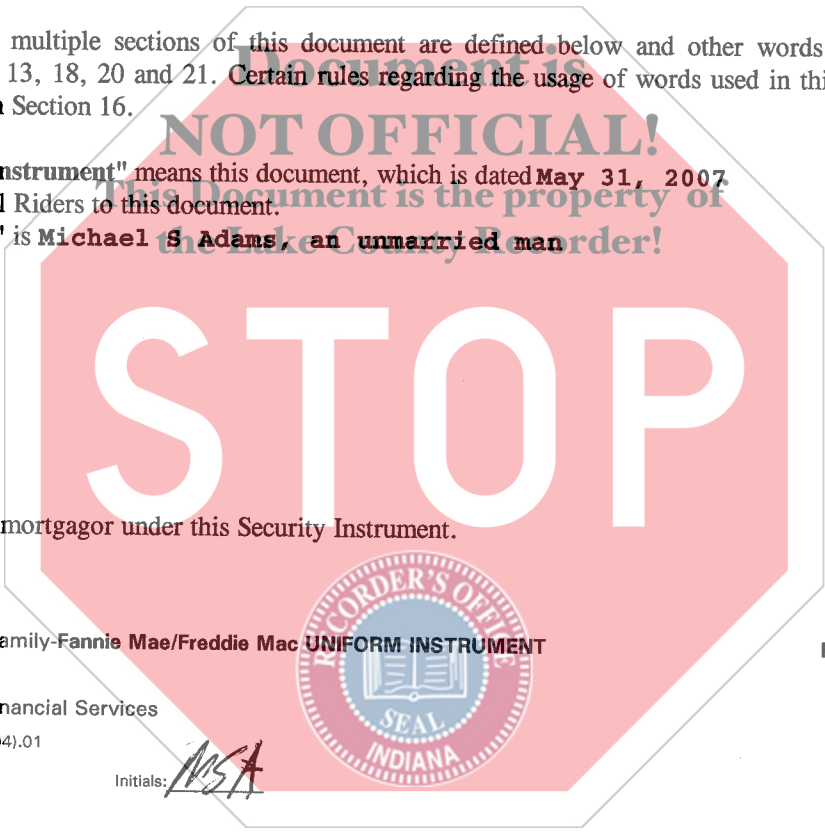 multiple sections of this document are defined below and other words
13, 18, 20 and 21. Certain rules regarding the usage of words used in thi
Section 16.
Document is
NOT OFFICIAL!
nstrument" means this document, which is dated May 31, 2007
This Document is the property of
Riders to this document.
" is Michael S Adams, an unmarried man
the Lake County Recorder!
STOP
mortgagor under this Security Instrument.
RECORDER'S OFFICE
amily-Fannie Mae/Freddie Mac UNIFORM INSTRUMENT
nancial Services
SEAL
4).01
INDIANA
Initials: MSA